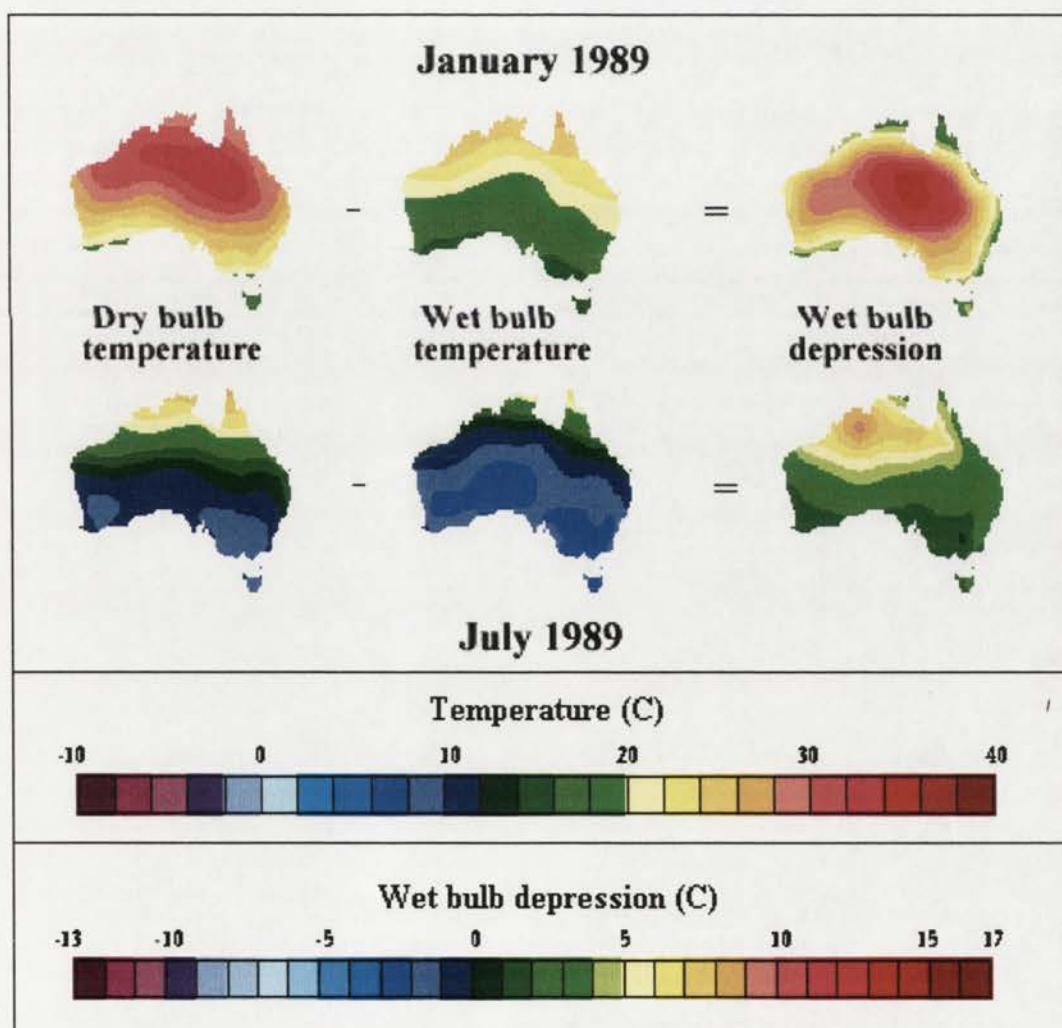 January 1989
- =
Dry bulb temperature
Wet bulb temperature
Wet bulb depression
- =
July 1989
Temperature (C)
-10 0 10 20 30 40
Wet bulb depression (C)
-13 -10 -5 0 5 10 15 17